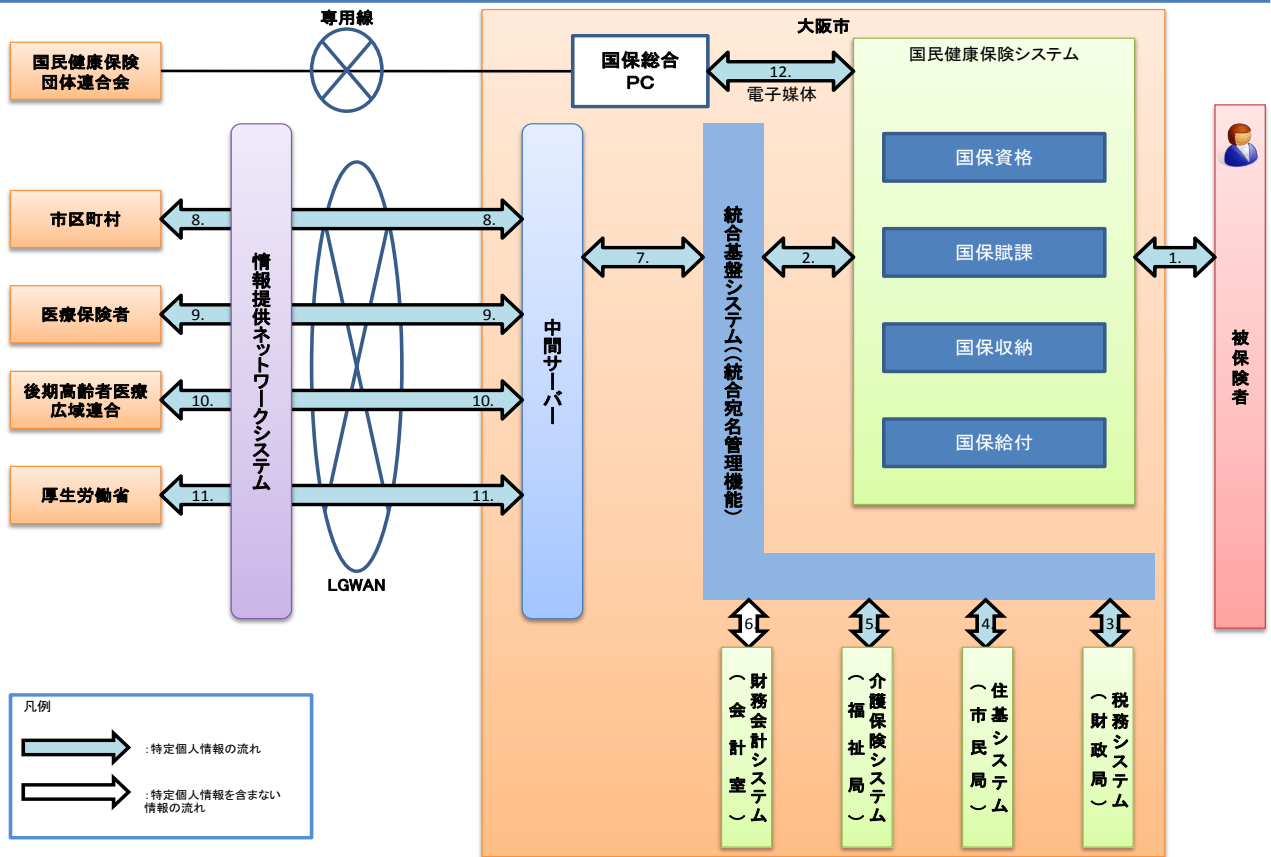 専用線
大阪市
国民健康保険
団体連合会
国保総合
PC
12.
電子媒体
国民健康保険システム
国保資格
国保賦課
国保収納
国保給付
1.
被保険者
2.
統合基盤システム((統合宛名管理機能)
7.
中間サーバー
情報提供ネットワークシステム
市区町村
8.
8.
医療保険者
9.
9.
後期高齢者医療
広域連合
10.
10.
厚生労働省
11.
11.
LGWAN
6.
5.
4.
3.
財務会計システム
(会計室)
介護保険システム
(福祉局)
住基システム
(市民局)
税務システム
(財政局)
凡例
:特定個人情報の流れ
:特定個人情報を含まない
情報の流れ